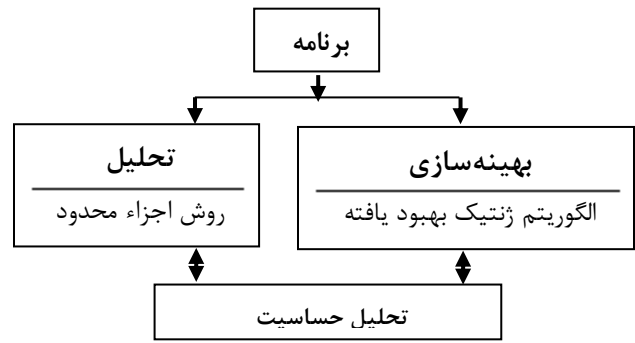 برنامه
بهینه‌سازی
الگوریتم ژنتیک بهبود یافته
تحلیل
روش اجزاء محدود
تحلیل حساسیت